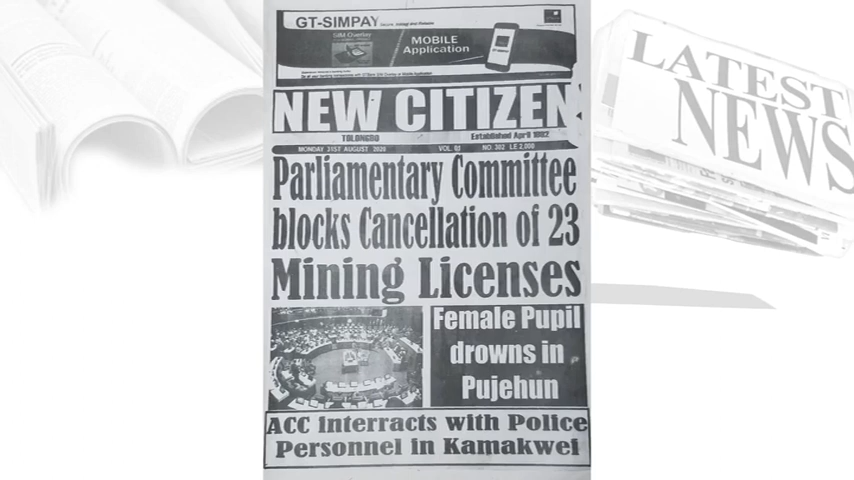 GT-SIMPAY
SIM Overlay
MOBILE
Application
NEW CITIZEN
TOLONGBO
Established April 1982
MONDAY 31ST AUGUST 2020 VOL. 01 NO. 302 LE 2,000
Parliamentary Committee
blocks Cancellation of 23
Mining Licenses
Female Pupil
drowns in
Pujehun
ACC interracts with Police
Personnel in Kamakwei
LATEST
NEWS